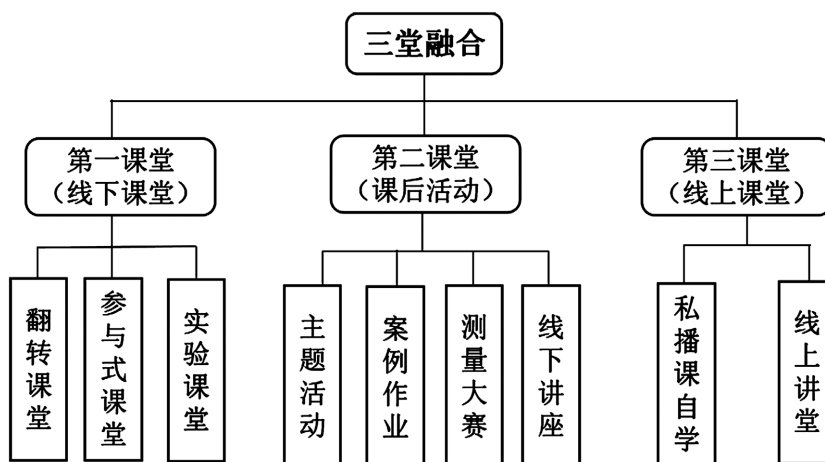 三堂融合
第一课堂
（线下课堂）
第二课堂
（课后活动）
第三课堂
（线上课堂）
翻转课堂
参与式课堂
实验课堂
主题活动
案例作业
测量大赛
线下讲座
私播课自学
线上讲堂